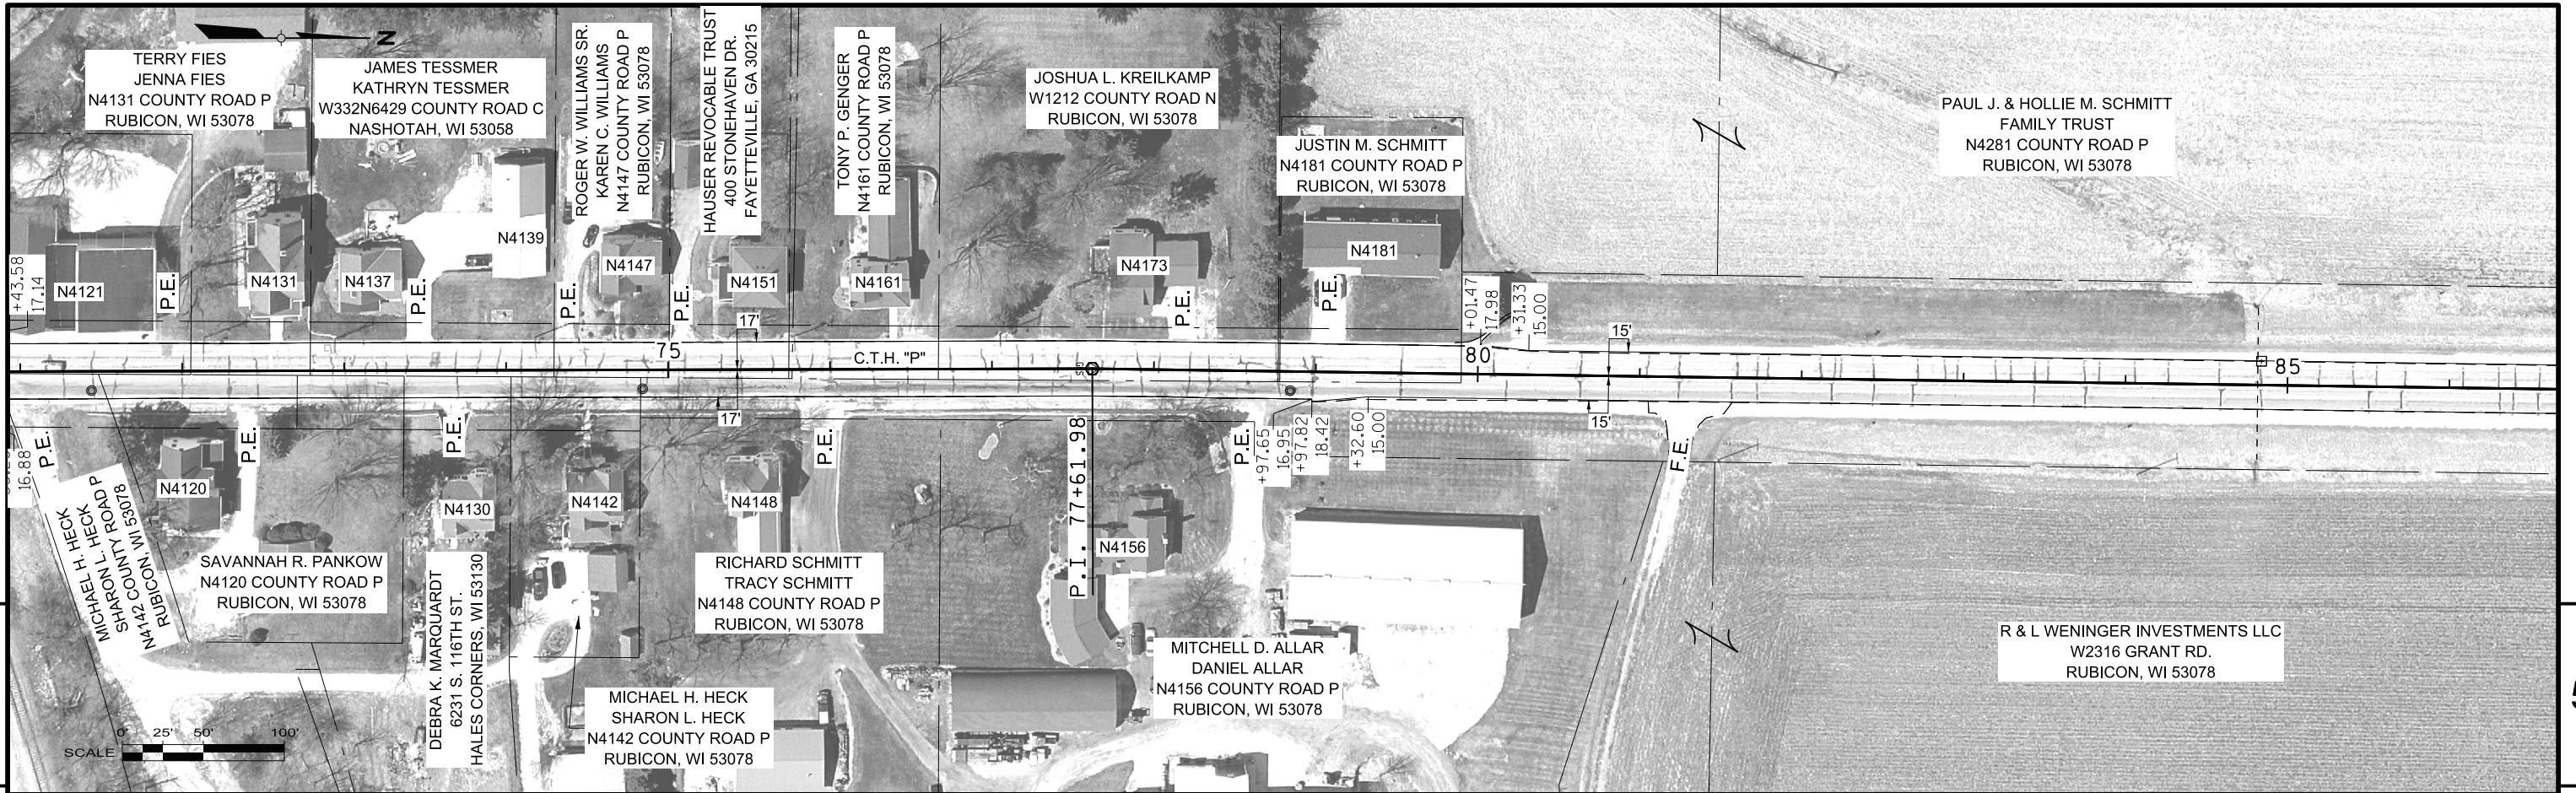 N
TERRY FIES
JENNA FIES
N4131 COUNTY ROAD P
RUBICON, WI 53078
JAMES TESSMER
KATHRYN TESSMER
W332N6429 COUNTY ROAD C
NASHOTAH, WI 53058
ROGER W. WILLIAMS SR.
KAREN C. WILLIAMS
N4147 COUNTY ROAD P
RUBICON, WI 53078
HAUSER REVOCABLE TRUST
400 STONEHAVEN DR.
FAYETTEVILLE, GA 30215
TONY P. GENGER
N4161 COUNTY ROAD P
RUBICON, WI 53078
JOSHUA L. KREILKAMP
W1212 COUNTY ROAD N
RUBICON, WI 53078
JUSTIN M. SCHMITT
N4181 COUNTY ROAD P
RUBICON, WI 53078
PAUL J. & HOLLIE M. SCHMITT
FAMILY TRUST
N4281 COUNTY ROAD P
RUBICON, WI 53078
+43.58
17.14
N4121
P.E.
N4131
N4137
P.E.
N4139
P.E.
N4147
P.E.
N4151
N4161
N4173
P.E.
N4181
P.E.
+01.47
17.98
+31.33
15.00
17'
15'
75
C.T.H. "P"
80
85
17'
15'
16.88
P.E.
P.E.
P.E.
P.E.
P.I. 77+61.98
P.E.
+97.65
16.95
+97.82
18.42
+32.60
15.00
F.E.
N4120
N4130
N4142
N4148
N4156
MICHAEL H. HECK
SHARON L. HECK
N4142 COUNTY ROAD P
RUBICON, WI 53078
SAVANNAH R. PANKOW
N4120 COUNTY ROAD P
RUBICON, WI 53078
DEBRA K. MARQUARDT
6231 S. 116TH ST.
HALES CORNERS, WI 53130
RICHARD SCHMITT
TRACY SCHMITT
N4148 COUNTY ROAD P
RUBICON, WI 53078
MICHAEL H. HECK
SHARON L. HECK
N4142 COUNTY ROAD P
RUBICON, WI 53078
MITCHELL D. ALLAR
DANIEL ALLAR
N4156 COUNTY ROAD P
RUBICON, WI 53078
R & L WENINGER INVESTMENTS LLC
W2316 GRANT RD.
RUBICON, WI 53078
SCALE 0' 25' 50' 100'